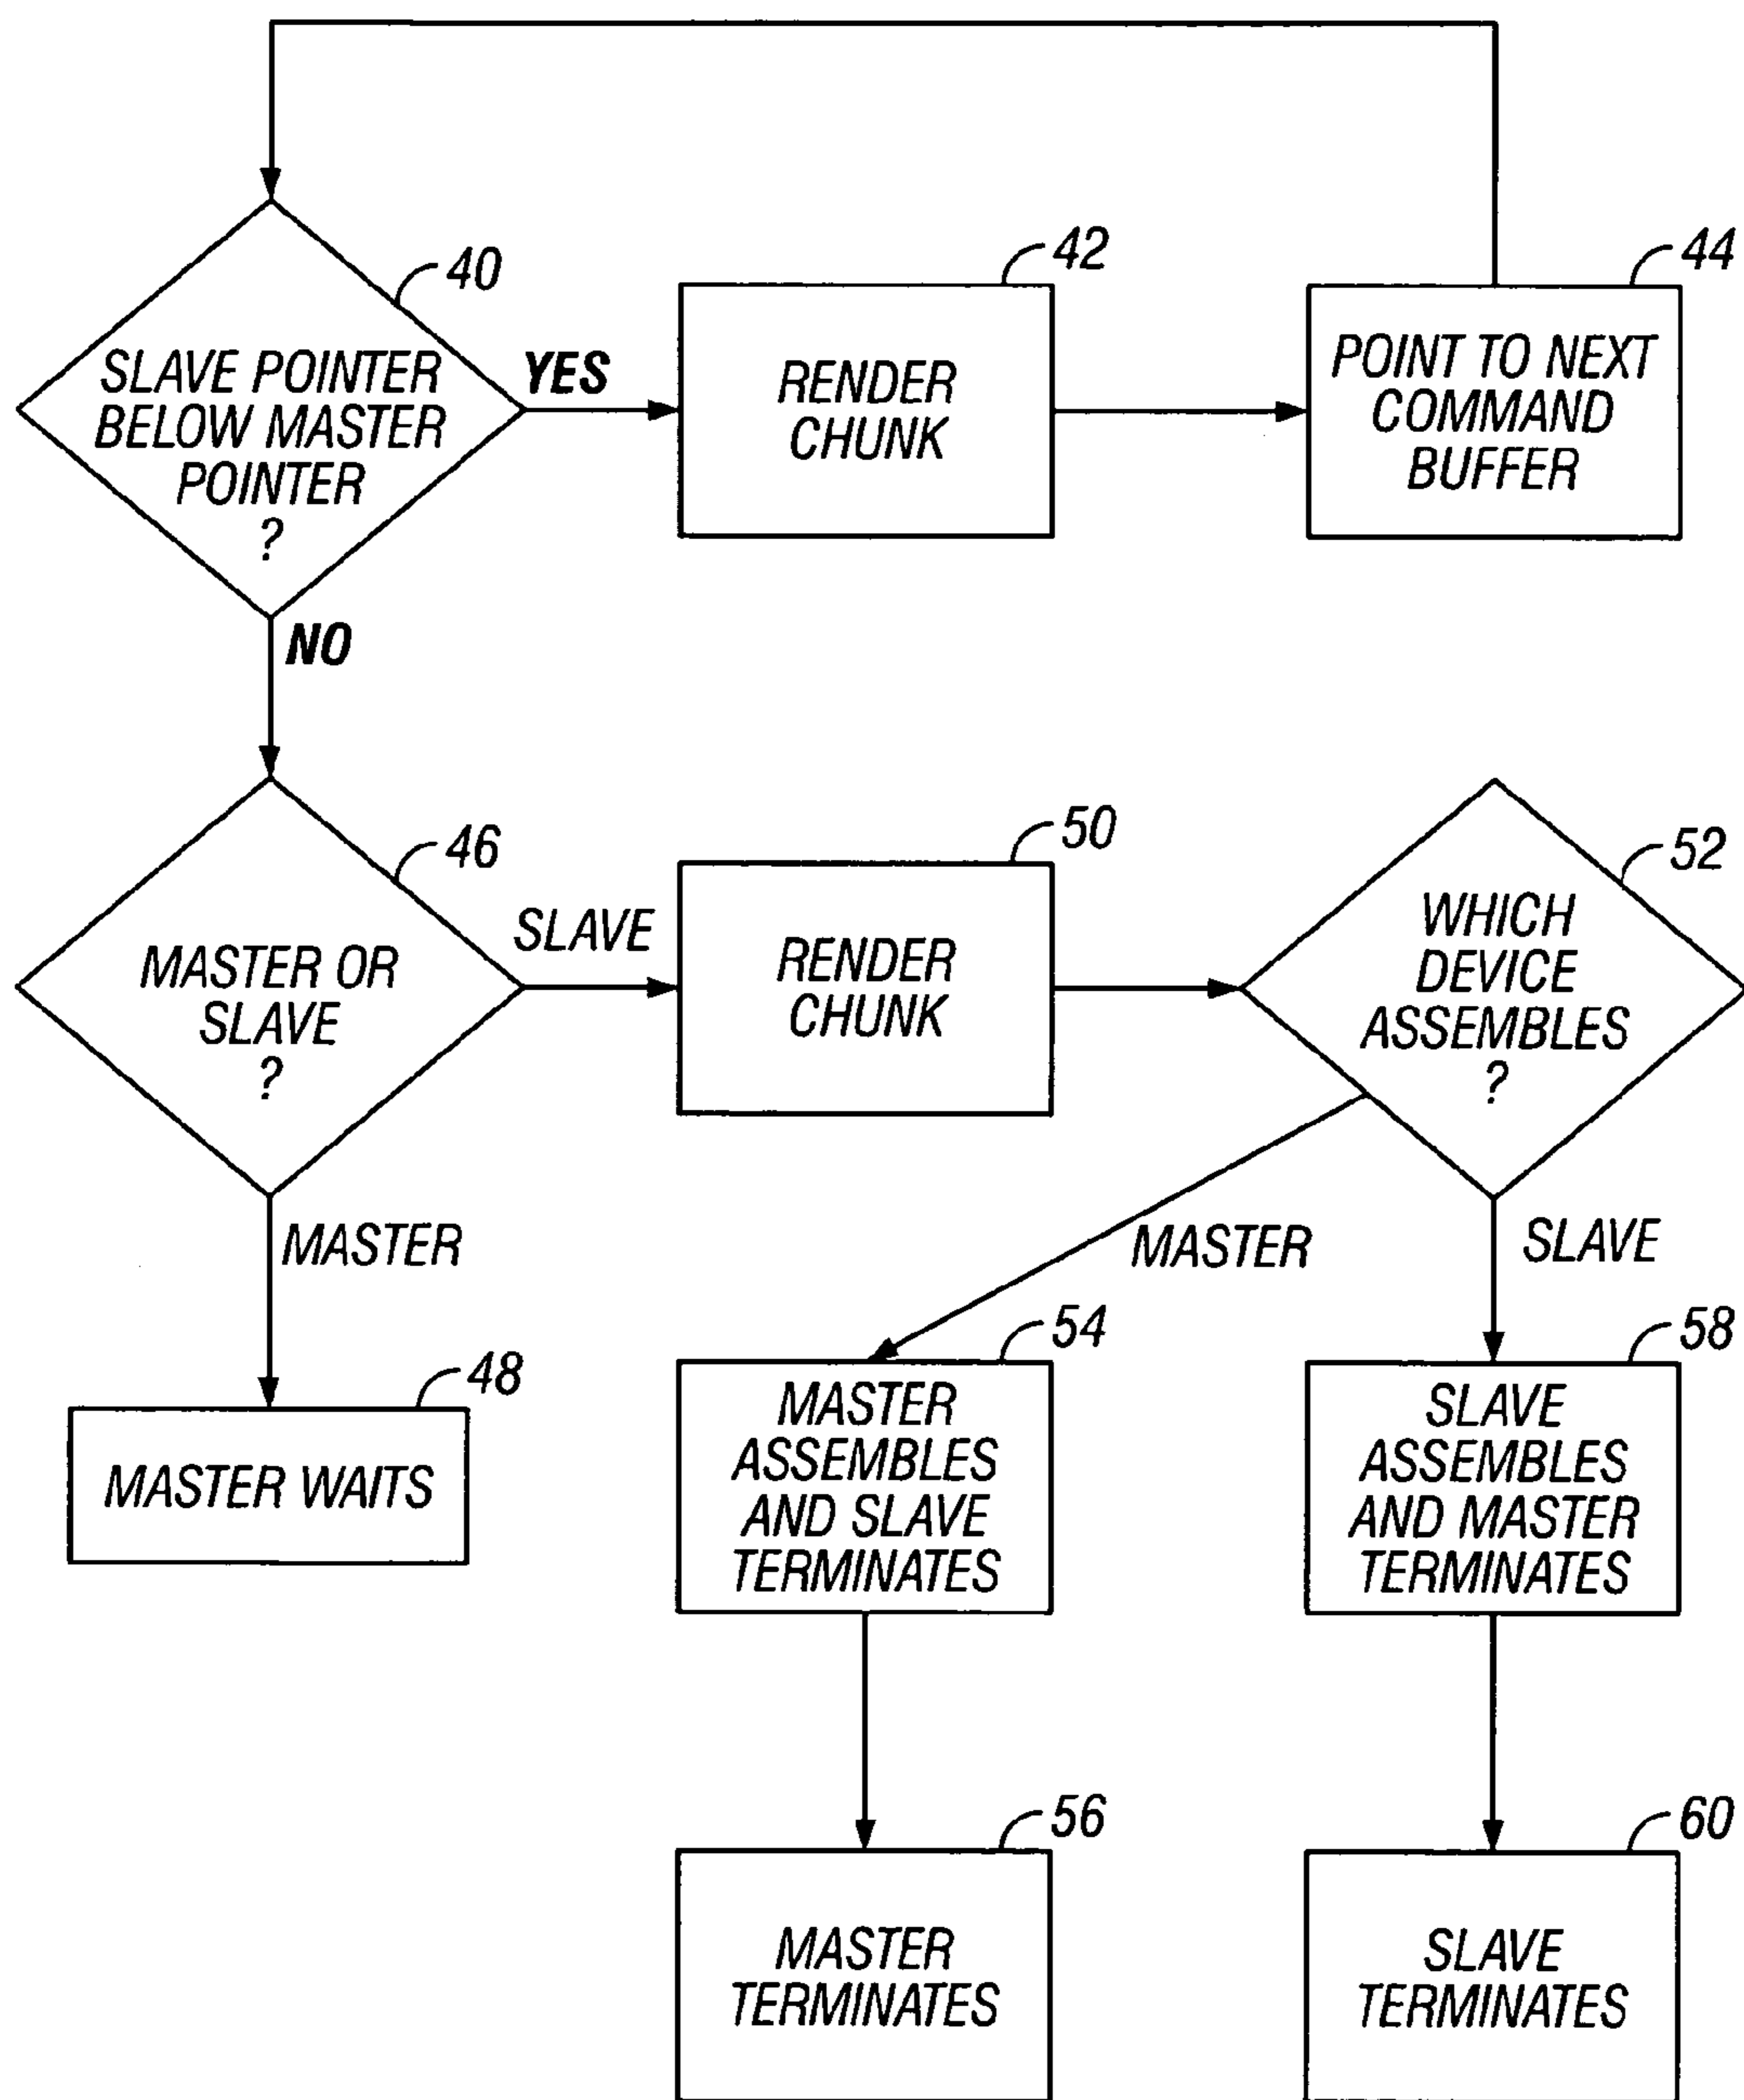 40
SLAVE POINTER
BELOW MASTER
POINTER
?
YES
42
RENDER
CHUNK
44
POINT TO NEXT
COMMAND
BUFFER
NO
46
MASTER OR
SLAVE
?
SLAVE
50
RENDER
CHUNK
52
WHICH
DEVICE
ASSEMBLES
?
MASTER
MASTER
SLAVE
48
MASTER WAITS
54
MASTER
ASSEMBLES
AND SLAVE
TERMINATES
58
SLAVE
ASSEMBLES
AND MASTER
TERMINATES
56
MASTER
TERMINATES
60
SLAVE
TERMINATES